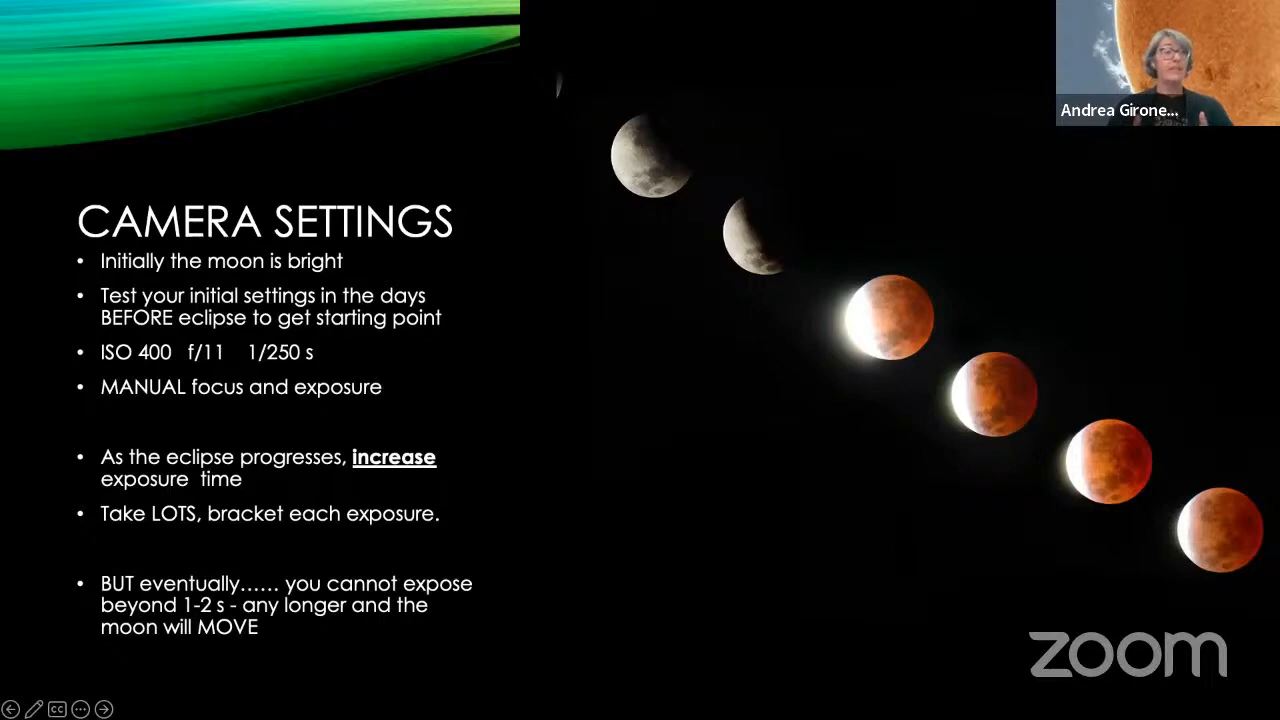 Andrea Girone...
CAMERA SETTINGS
• Initially the moon is bright
• Test your initial settings in the days
BEFORE eclipse to get starting point
• ISO 400 f/11 1/250 s
• MANUAL focus and exposure
• As the eclipse progresses, increase
exposure time
• Take LOTS, bracket each exposure.
• BUT eventually...... you cannot expose
beyond 1-2 s - any longer and the
moon will MOVE
zoom
CC